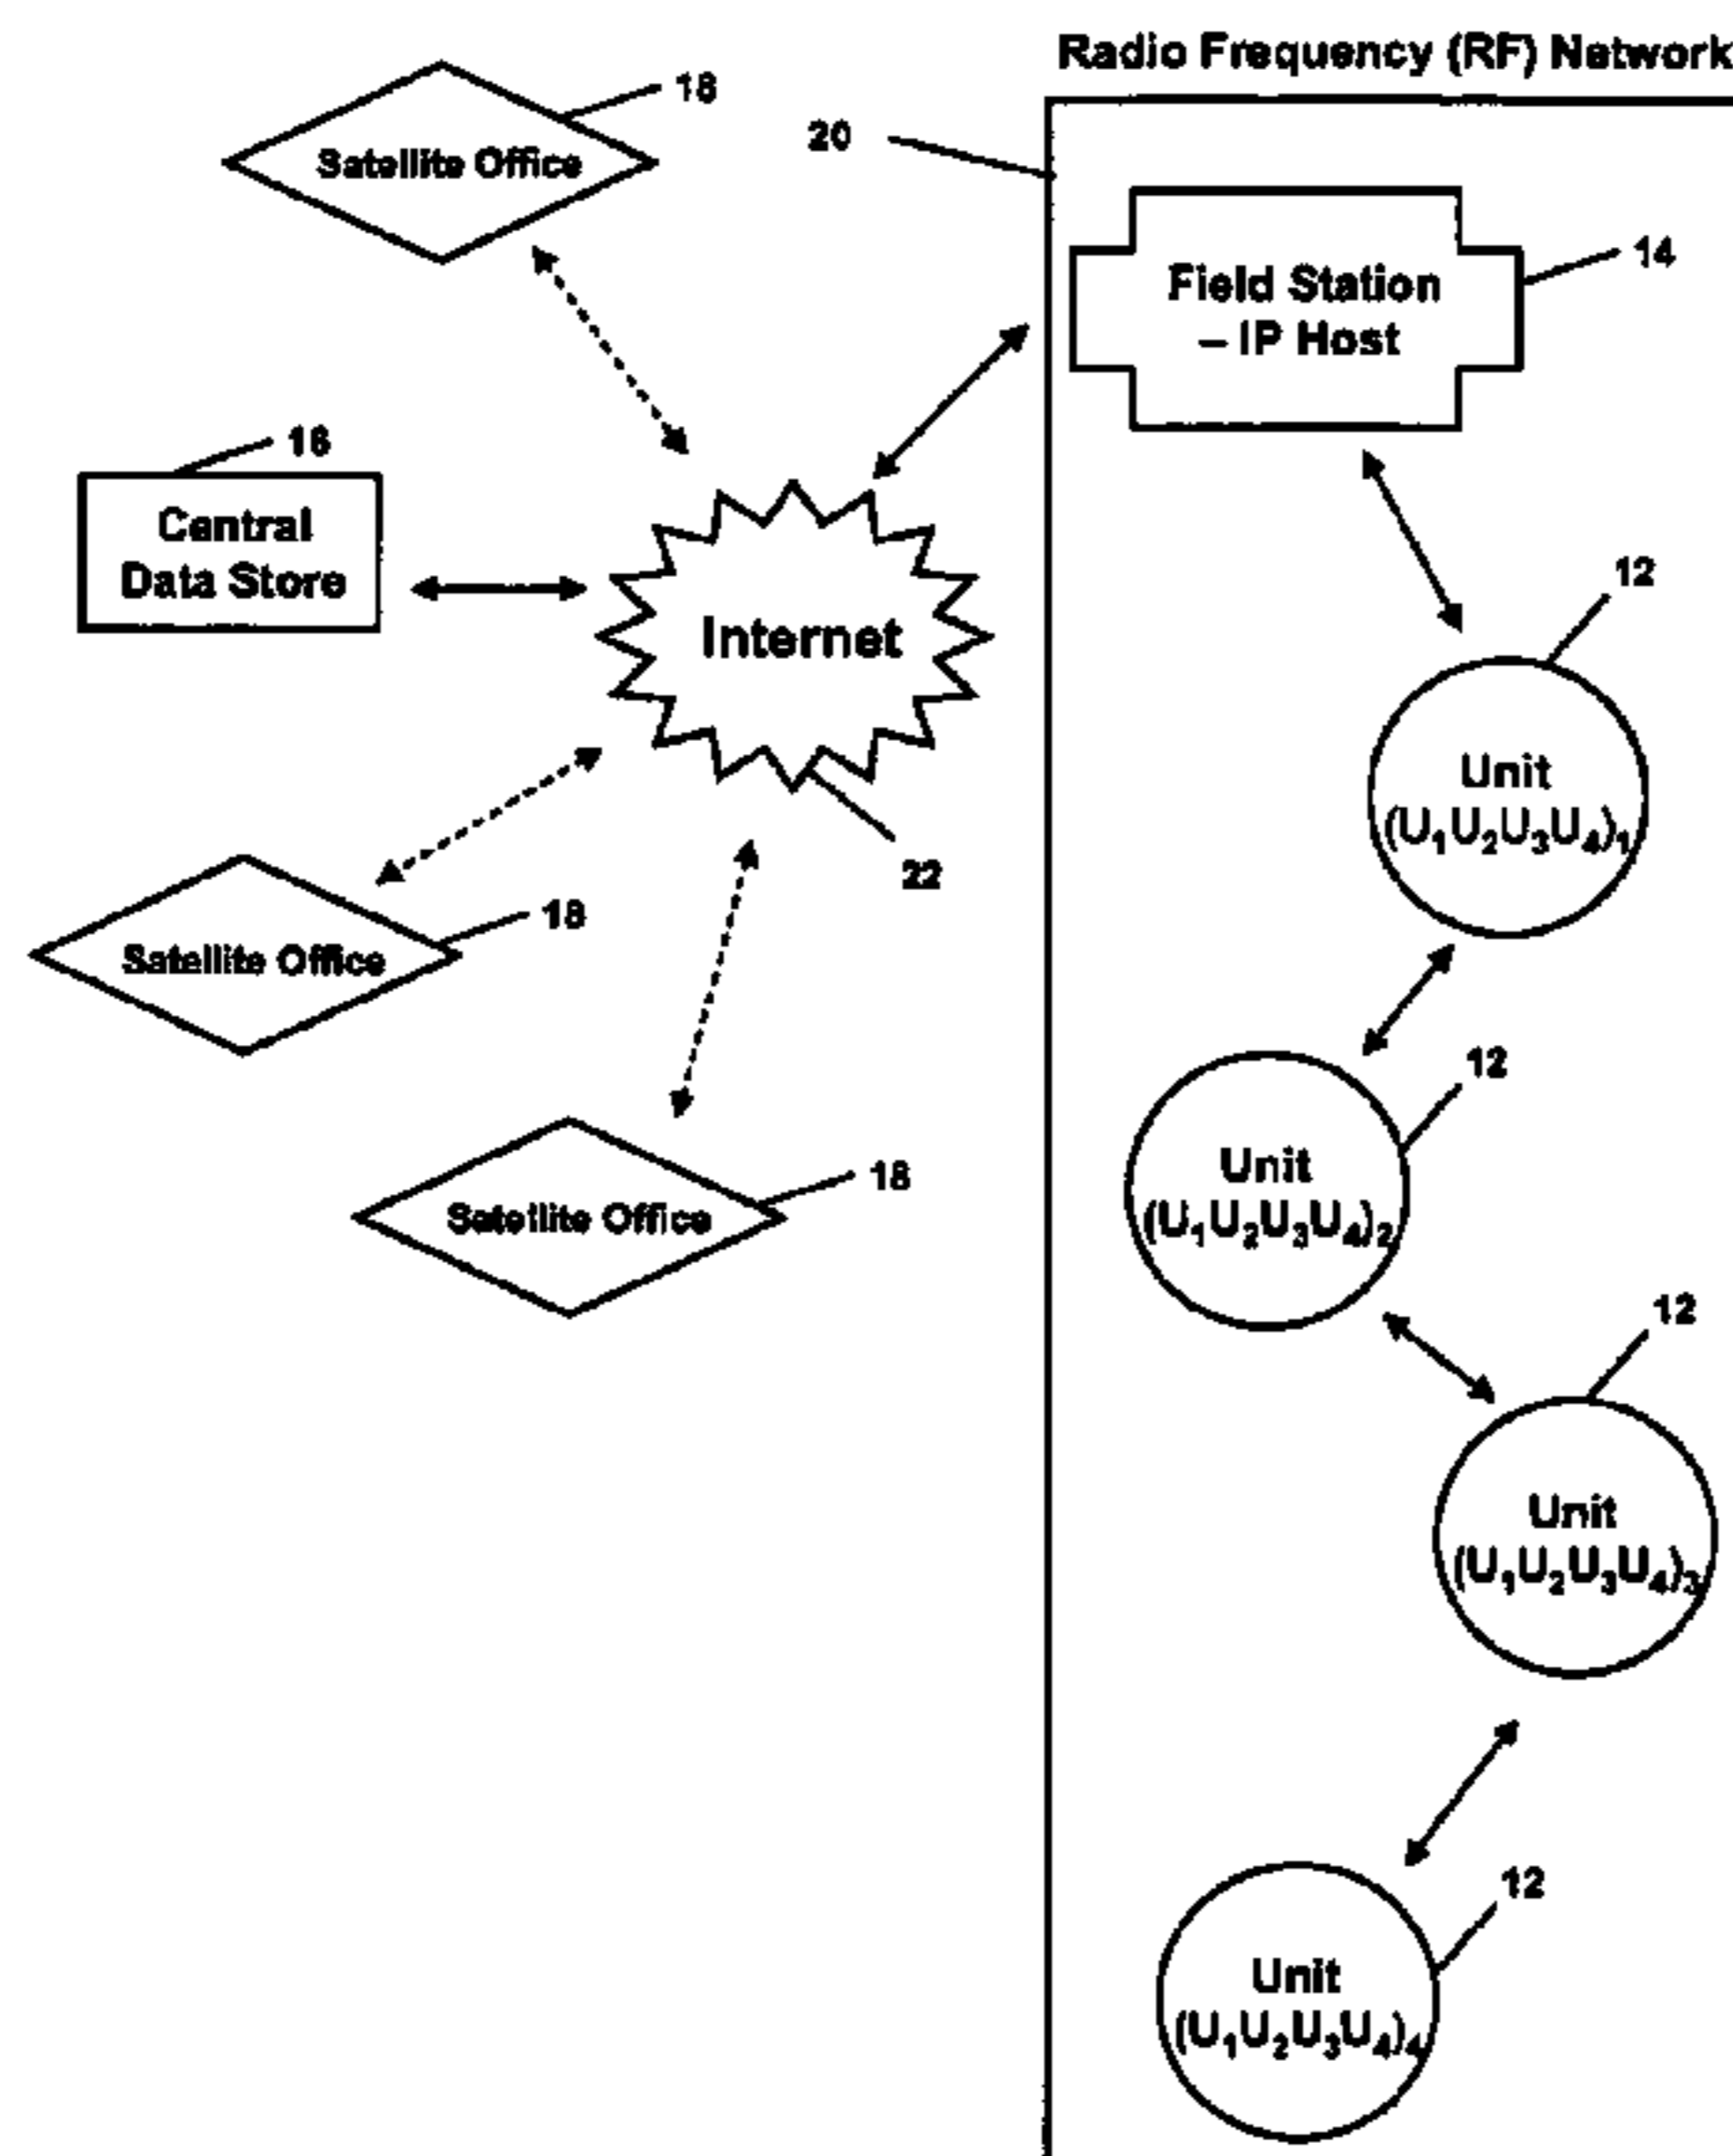 Radio Frequency (RF) Network
18
20
Satellite Office
14
Field Station
– IP Host
16
Central
Data Store
12
Internet
Unit
(U₁U₂U₃U₄)₁
22
18
Satellite Office
12
Unit
(U₁U₂U₃U₄)₂
18
Satellite Office
12
Unit
(U₁U₂U₃U₄)₃
12
Unit
(U₁U₂U₃U₄)₄